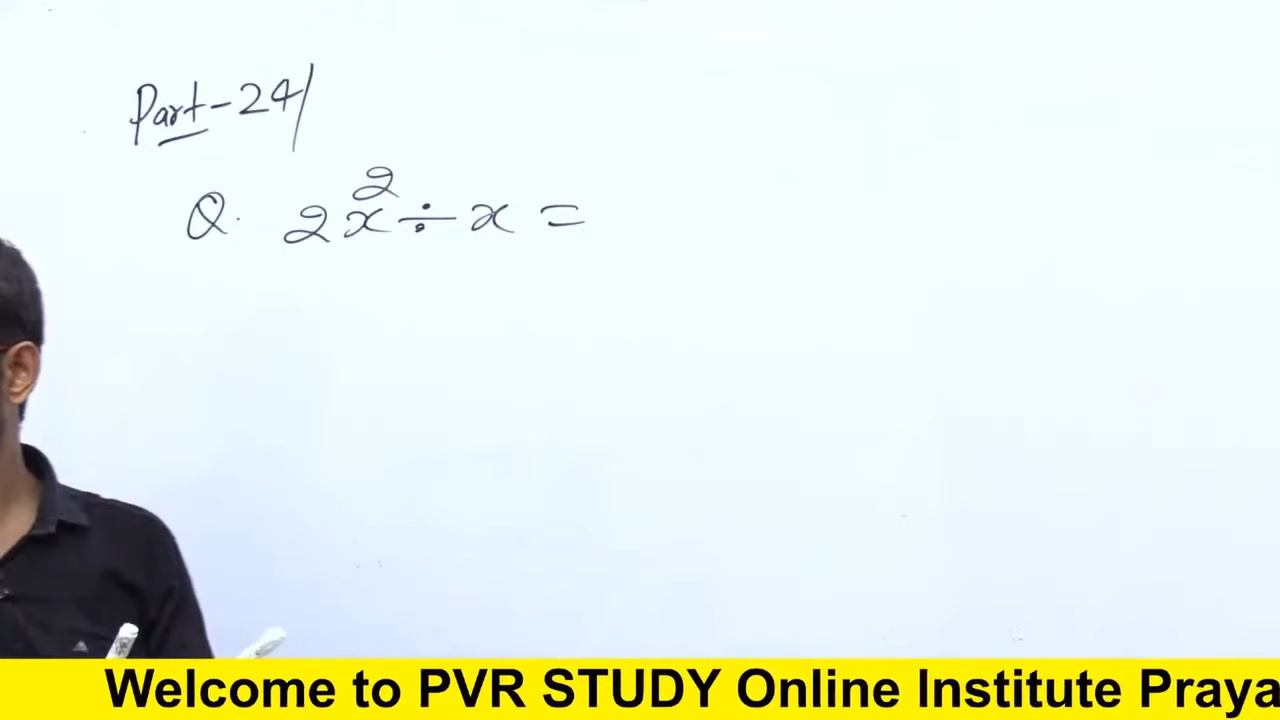 Part-24/
Q. 2x² ÷ x =
Welcome to PVR STUDY Online Institute Praya